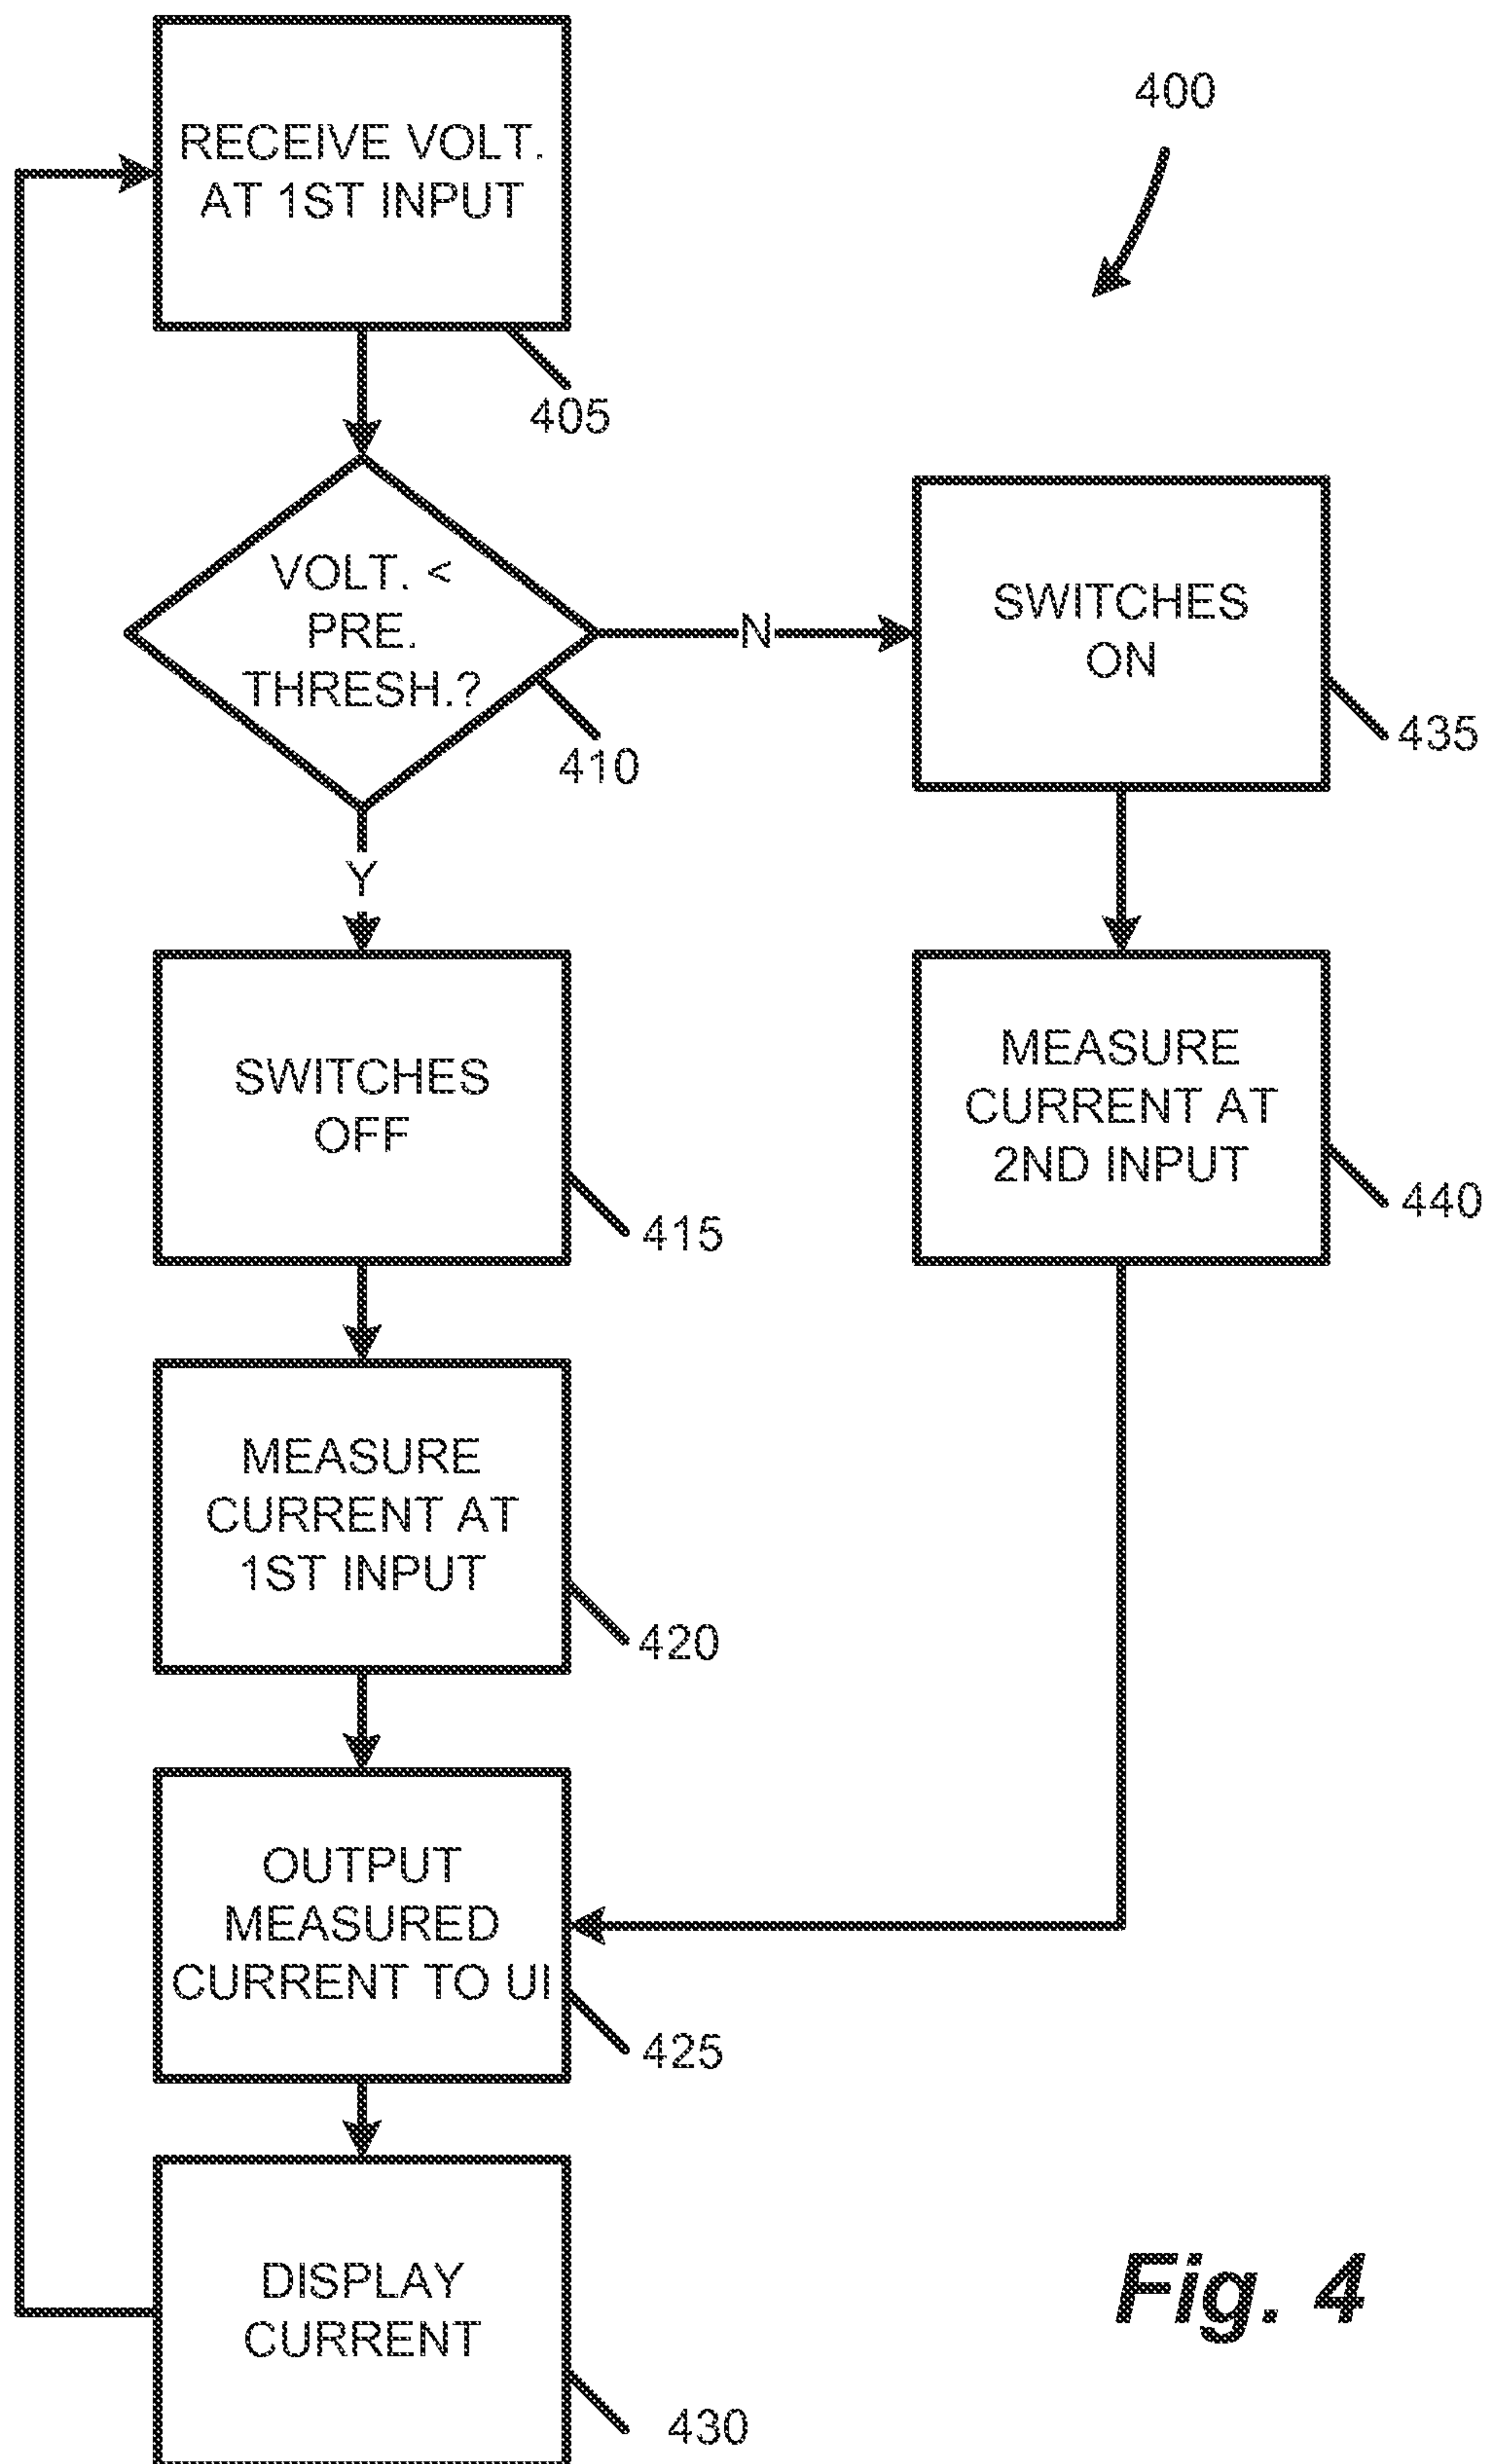 400
RECEIVE VOLT.
AT 1ST INPUT
405
VOLT. <
PRE.
THRESH.?
410
N
SWITCHES
ON
435
Y
SWITCHES
OFF
415
MEASURE
CURRENT AT
2ND INPUT
440
MEASURE
CURRENT AT
1ST INPUT
420
OUTPUT
MEASURED
CURRENT TO UI
425
DISPLAY
CURRENT
430
Fig. 4